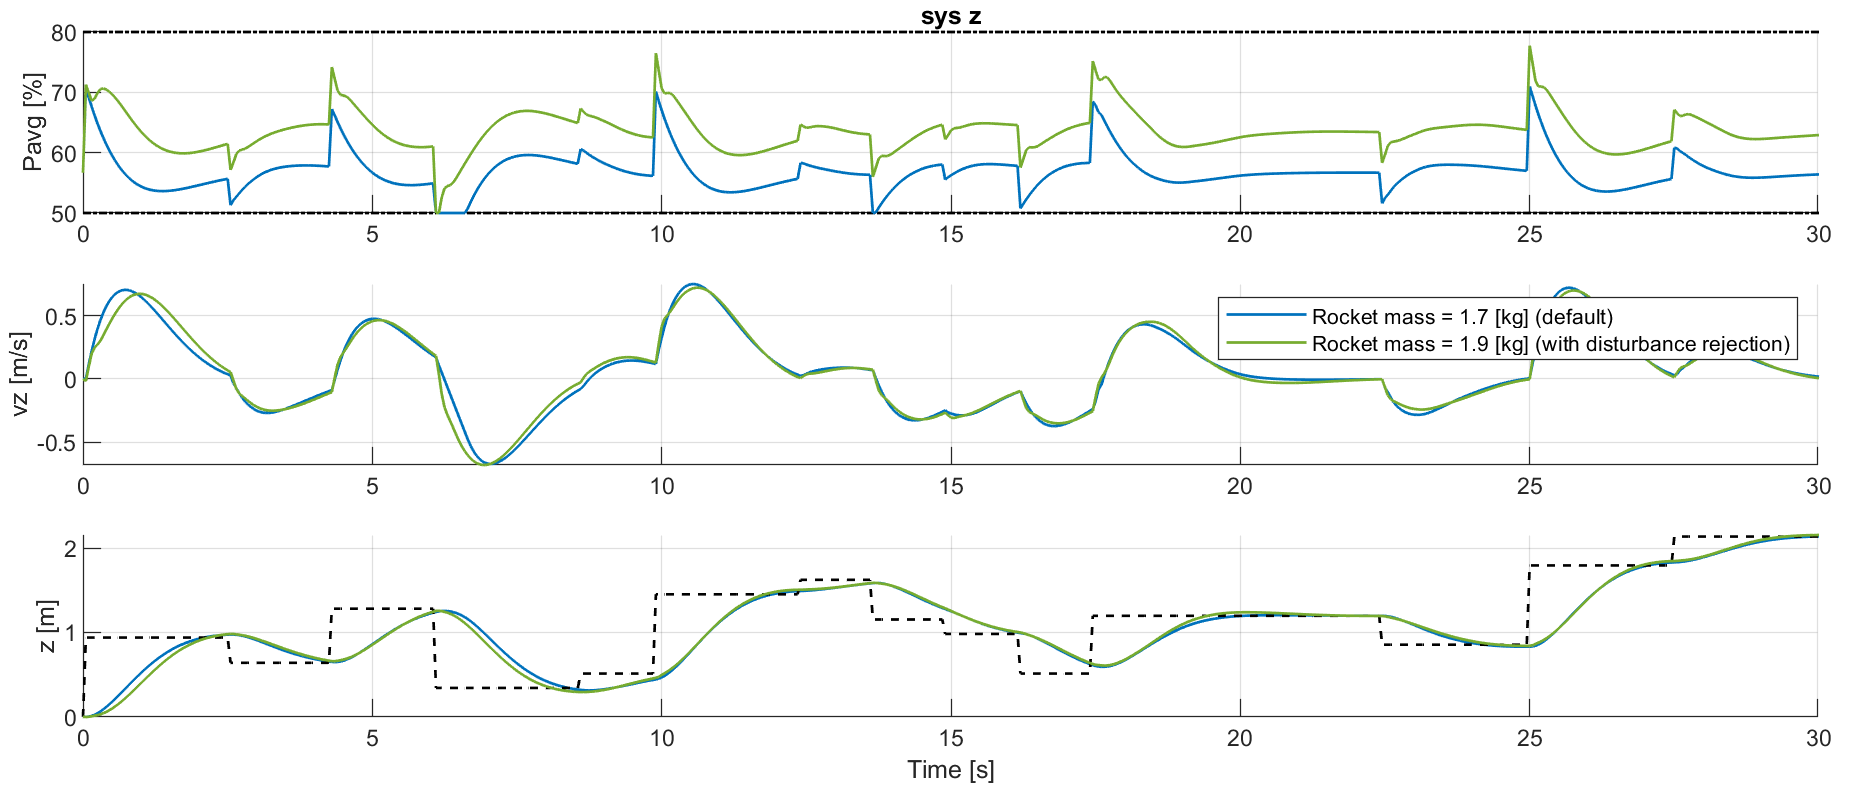 sys z
Pavg [%]
80
70
60
50
0 5 10 15 20 25 30
vz [m/s]
0.5
0
-0.5
Rocket mass = 1.7 [kg] (default)
Rocket mass = 1.9 [kg] (with disturbance rejection)
0 5 10 15 20 25 30
z [m]
2
1
0
0 5 10 15 20 25 30
Time [s]